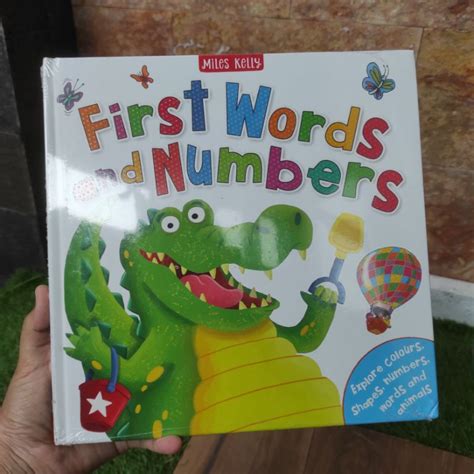 Miles Kelly
First Words
and Numbers
Explore colours,
shapes, numbers,
words and
animals